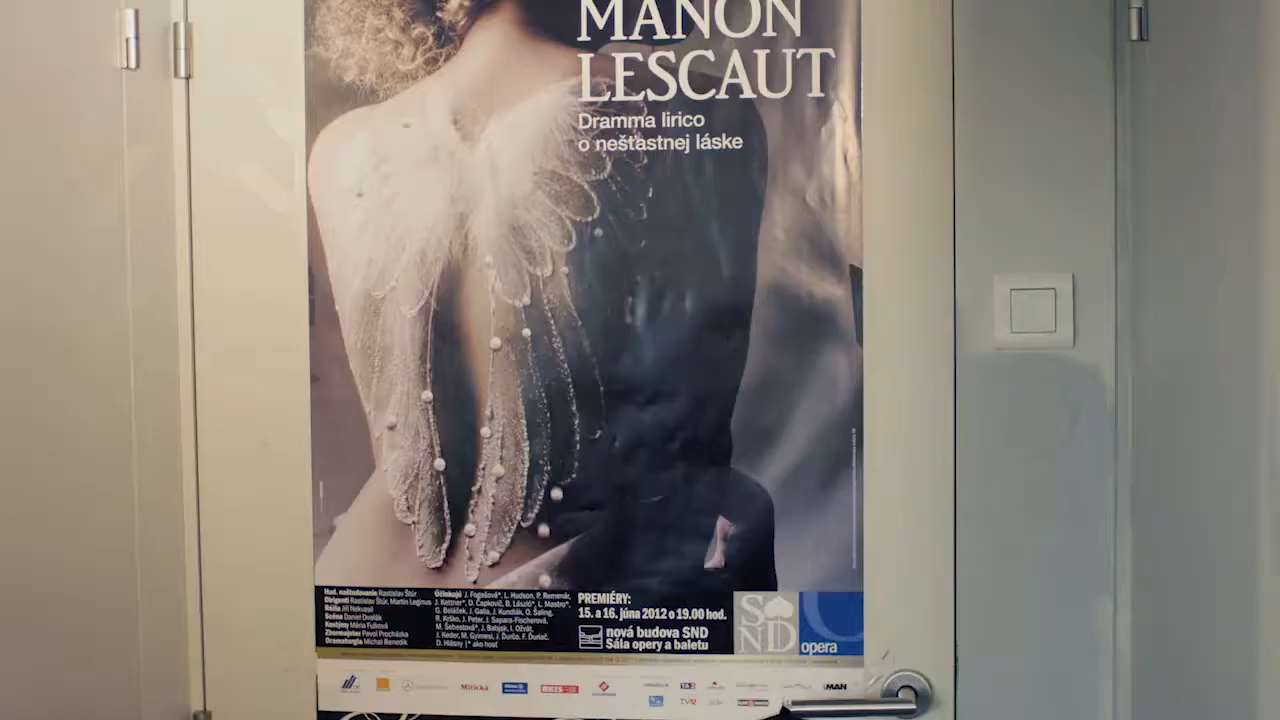 MANON
LESCAUT
Dramma lirico
o nešťastnej láske
Hud. naštudovanie Rastislav Štúr
Dirigenti Rastislav Štúr, Martin Leginus
Réžia Jiří Nekvasil
Scéna Daniel Dvořák
Kostýmy Mária Fulková
Zbormajster Pavol Procházka
Dramaturgia Michal Benedik
Účinkujú J. Fogašová*, L. Hudson, P. Remenár,
J. Kettner*, D. Čapkovič, B. László*, L. Mastro*,
G. Beláček, J. Galla, J. Kundlák, O. Šaling,
R. Krško, J. Peter, J. Sapara-Fischerová,
M. Šebestová*, J. Babjak, I. Ožvát,
J. Keder, M. Gyimesi, J. Ďurčo, F. Ďuriač,
D. Hlásny |* ako hosť
PREMIÉRY:
15. a 16. júna 2012 o 19.00 hod.
nová budova SND
Sála opery a baletu
SND
opera
MAN